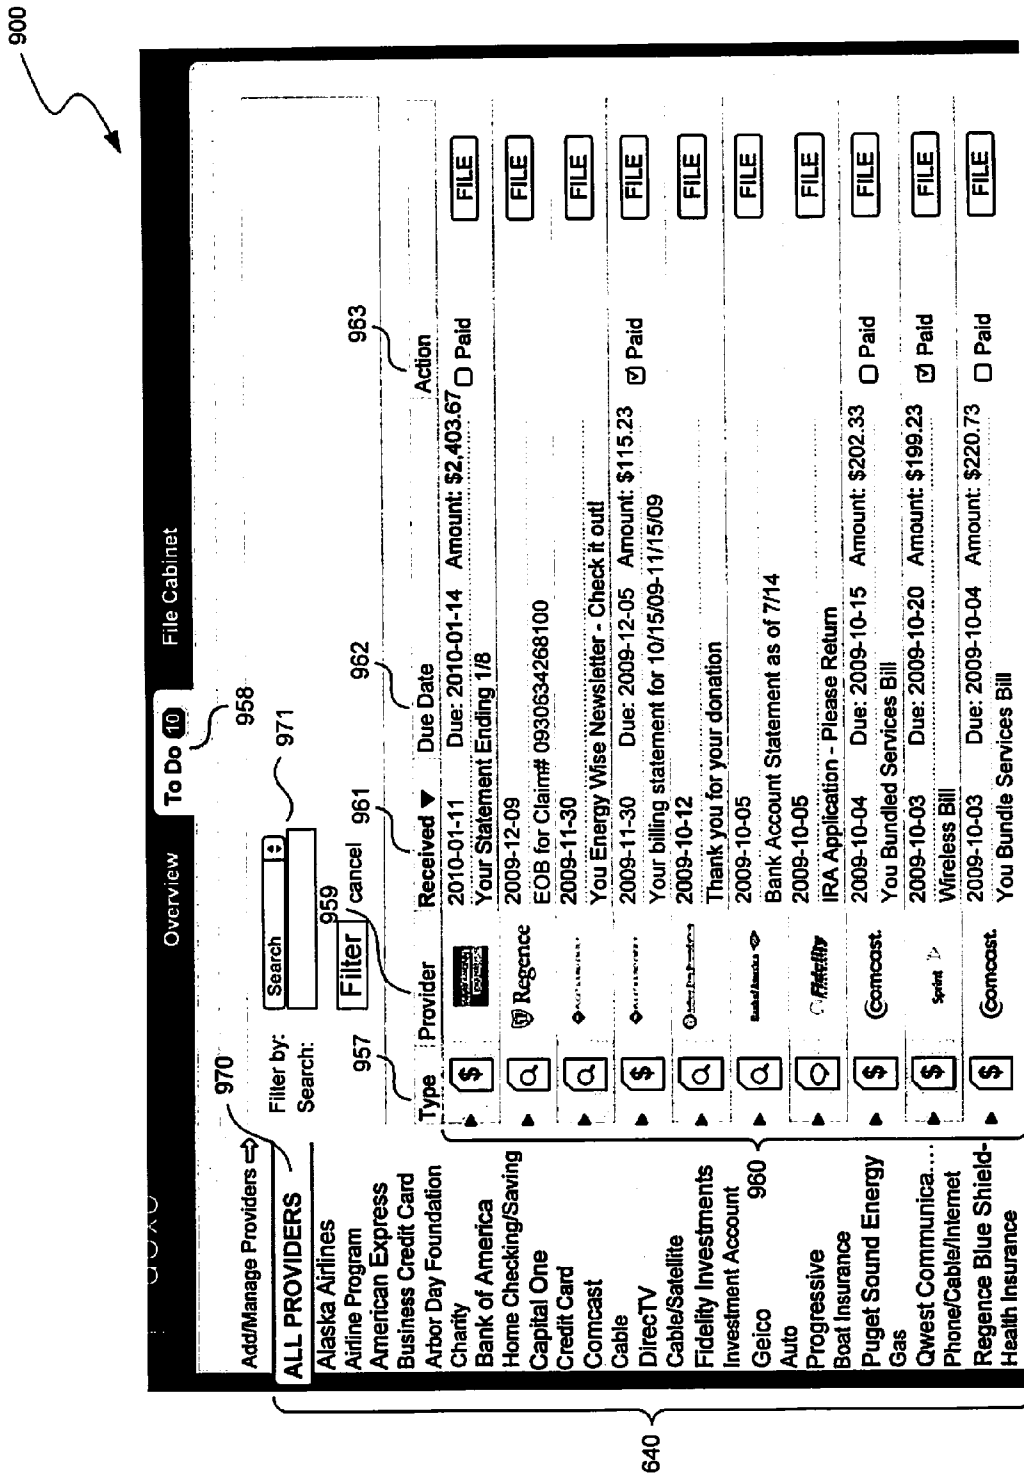 900
Overview To Do 10 File Cabinet
958
Add/Manage Providers
970
ALL PROVIDERS
Alaska Airlines
Airline Program
American Express
Business Credit Card
Arbor Day Foundation
Charity
Bank of America
Home Checking/Saving
Capital One
Credit Card
Comcast
Cable
DirecTV
Cable/Satellite
Fidelity Investments
Investment Account
Geico
Auto
Progressive
Boat Insurance
Puget Sound Energy
Gas
Qwest Communica....
Phone/Cable/Internet
Regence Blue Shield-
Health Insurance
640
Filter by: Search
Search:
971
Filter cancel
957 959 961 962 963
Type Provider Received ▼ Due Date Action
$ 2010-01-11 Due: 2010-01-14 Amount: $2,403.67 Paid FILE
Your Statement Ending 1/8
Regence 2009-12-09 FILE
EOB for Claim# 0930634268100
2009-11-30 FILE
You Energy Wise Newsletter - Check it out!
$ 2009-11-30 Due: 2009-12-05 Amount: $115.23 Paid FILE
Your billing statement for 10/15/09-11/15/09
2009-10-12 FILE
Thank you for your donation
Bank of America 2009-10-05 FILE
Bank Account Statement as of 7/14
Fidelity 2009-10-05 FILE
IRA Application - Please Return
$ Comcast. 2009-10-04 Due: 2009-10-15 Amount: $202.33 Paid FILE
You Bundled Services Bill
$ Sprint 2009-10-03 Due: 2009-10-20 Amount: $199.23 Paid FILE
Wireless Bill
$ Comcast. 2009-10-03 Due: 2009-10-04 Amount: $220.73 Paid FILE
You Bundle Services Bill
960